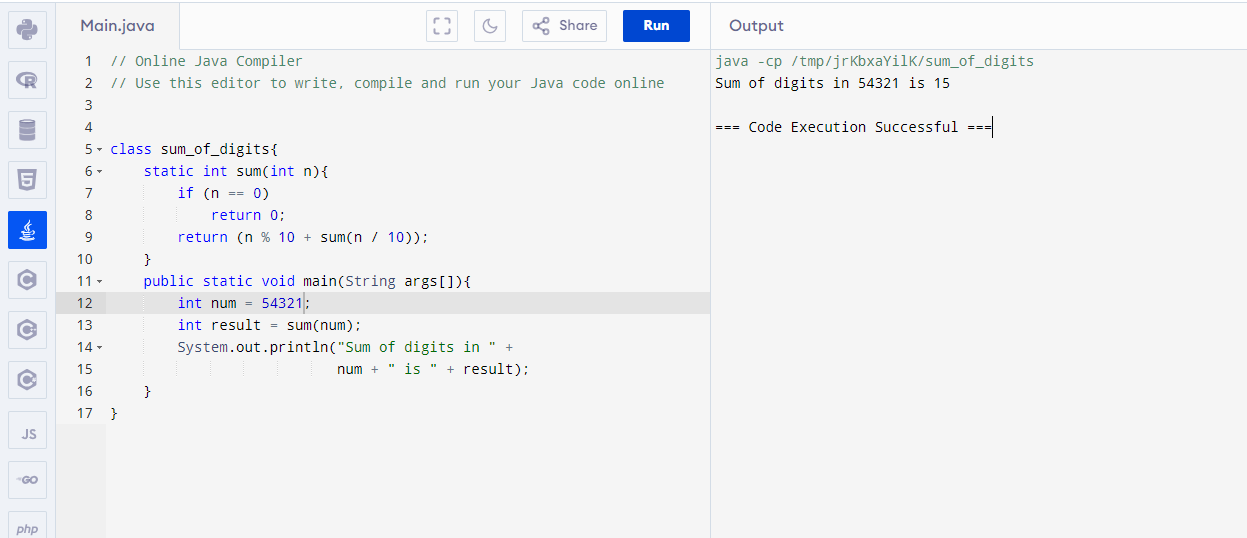 Main.java
Share
Run
Output
1 // Online Java Compiler
2 // Use this editor to write, compile and run your Java code online
3
4
5 class sum_of_digits{
6     static int sum(int n){
7         if (n == 0)
8             return 0;
9         return (n % 10 + sum(n / 10));
10     }
11     public static void main(String args[]){
12         int num = 54321;
13         int result = sum(num);
14         System.out.println("Sum of digits in " +
15                            num + " is " + result);
16     }
17 }
java -cp /tmp/jrKbxaYilK/sum_of_digits
Sum of digits in 54321 is 15
=== Code Execution Successful ===
R
5
C
C
C
JS
GO
php